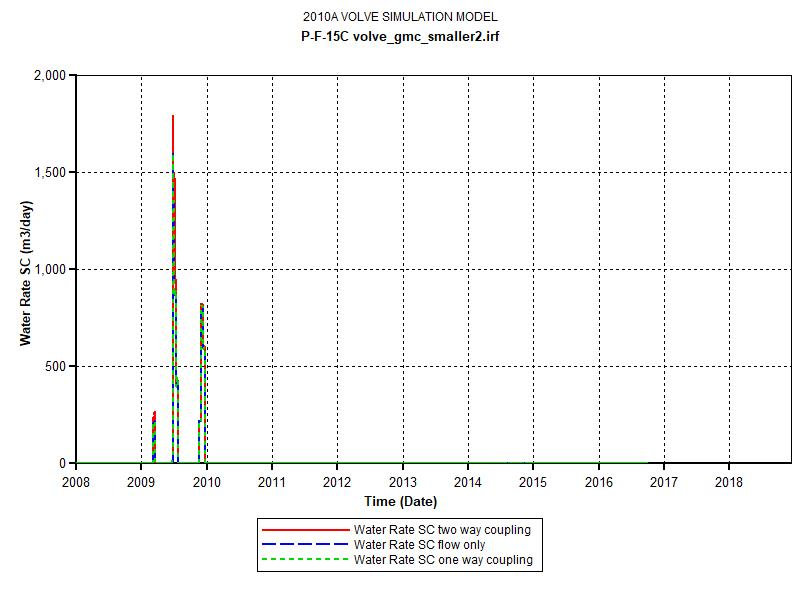 2010A VOLVE SIMULATION MODEL
P-F-15C volve_gmc_smaller2.irf
2,000
1,500
1,000
500
0
Water Rate SC (m3/day)
2008 2009 2010 2011 2012 2013 2014 2015 2016 2017 2018
Time (Date)
Water Rate SC two way coupling
Water Rate SC flow only
Water Rate SC one way coupling